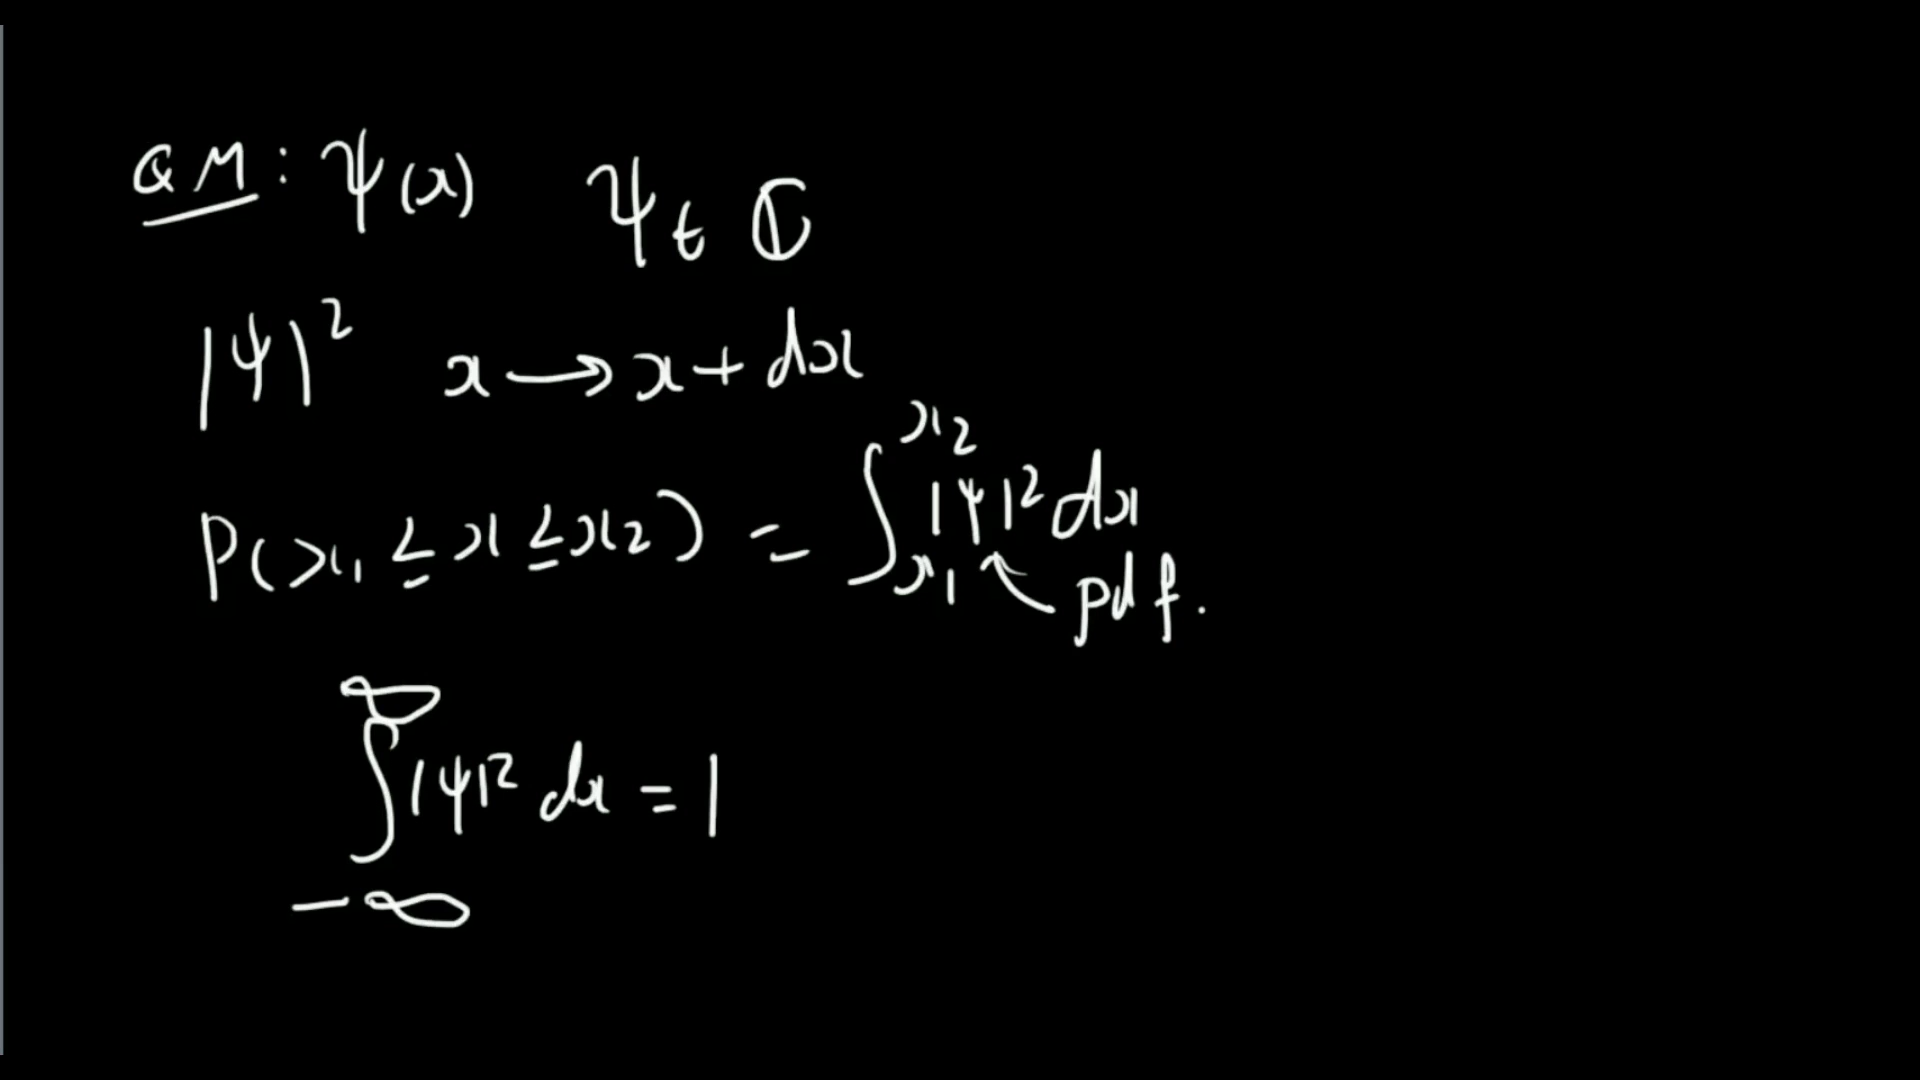 QM: ψ(x) ψ ∈ ℂ
|ψ|² x → x + dx
P(x₁ ≤ x ≤ x₂) = ∫_{x₁}^{x₂} |ψ|² dx
pdf.
∫_{-∞}^{∞} |ψ|² dx = 1